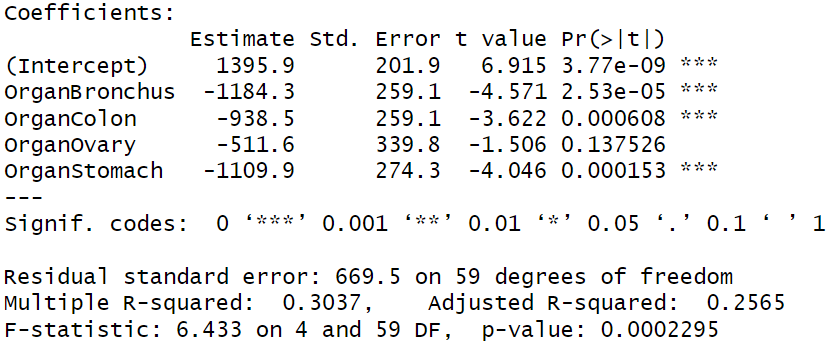 Coefficients:
Estimate Std. Error t value Pr(>|t|)
(Intercept) 1395.9 201.9 6.915 3.77e-09 ***
OrganBronchus -1184.3 259.1 -4.571 2.53e-05 ***
OrganColon -938.5 259.1 -3.622 0.000608 ***
OrganOvary -511.6 339.8 -1.506 0.137526
OrganStomach -1109.9 274.3 -4.046 0.000153 ***
---
Signif. codes: 0 ‘***’ 0.001 ‘**’ 0.01 ‘*’ 0.05 ‘.’ 0.1 ‘ ’ 1
Residual standard error: 669.5 on 59 degrees of freedom
Multiple R-squared: 0.3037, Adjusted R-squared: 0.2565
F-statistic: 6.433 on 4 and 59 DF, p-value: 0.0002295